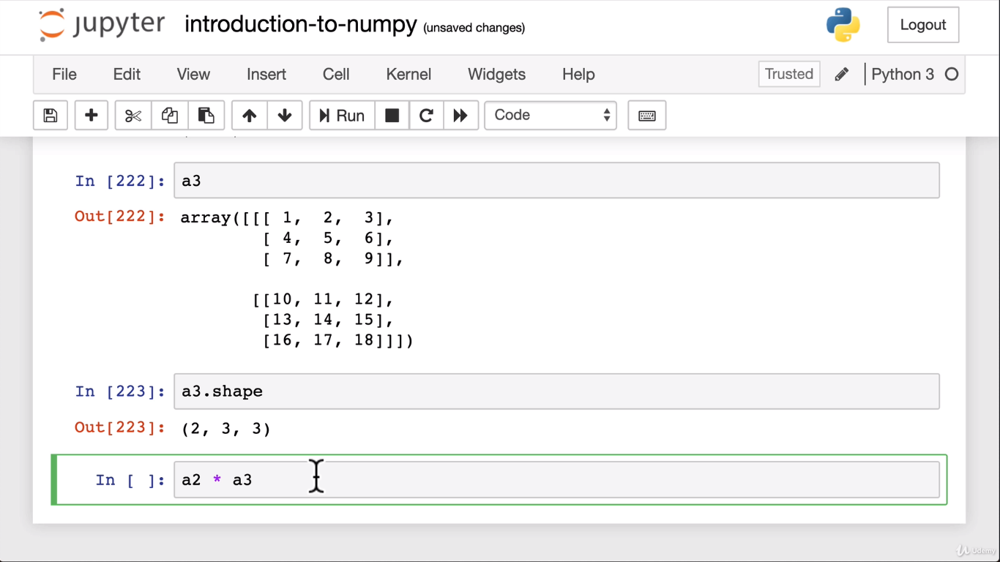 jupyter introduction-to-numpy (unsaved changes) Logout
File Edit View Insert Cell Kernel Widgets Help Trusted Python 3
Run Code
In [222]: a3
Out[222]: array([[[ 1, 2, 3],
[ 4, 5, 6],
[ 7, 8, 9]],
[[10, 11, 12],
[13, 14, 15],
[16, 17, 18]]])
In [223]: a3.shape
Out[223]: (2, 3, 3)
In [ ]: a2 * a3
Udemy